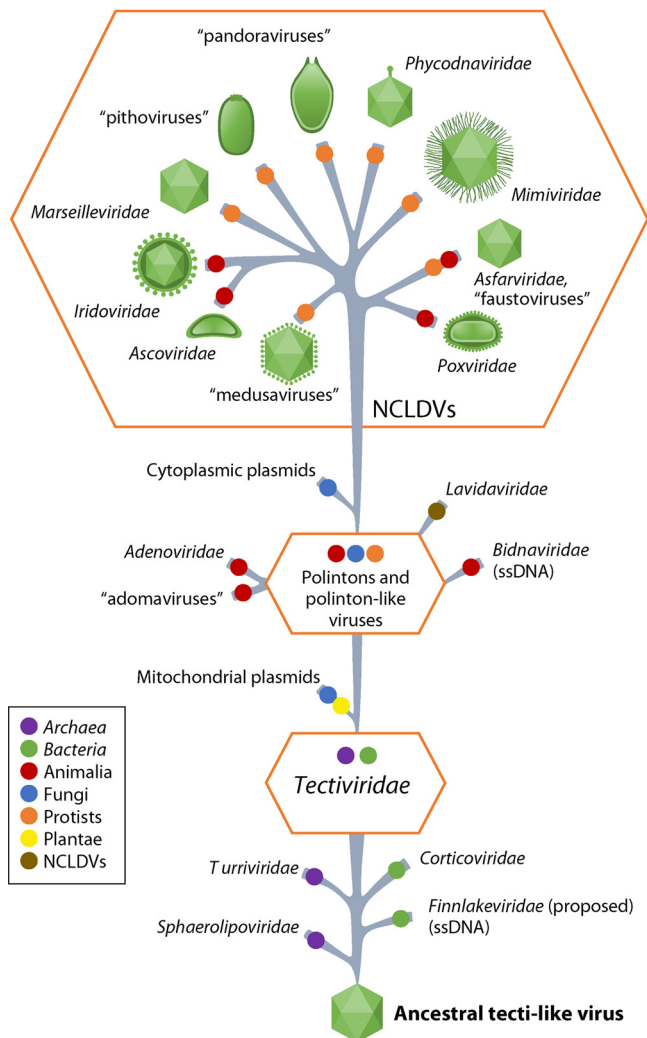 “pandoraviruses”
Phycodnaviridae
“pithoviruses”
Mimiviridae
Marseilleviridae
Asfarviridae,
“faustoviruses”
Iridoviridae
Ascoviridae
Poxviridae
“medusaviruses”
NCLDVs
Cytoplasmic plasmids
Lavidaviridae
Adenoviridae
“adomaviruses”
Polintons and
polinton-like
viruses
Bidnaviridae
(ssDNA)
Mitochondrial plasmids
Archaea
Bacteria
Animalia
Fungi
Protists
Plantae
NCLDVs
Tectiviridae
Turriviridae
Corticoviridae
Sphaerolipoviridae
Finnlakeviridae (proposed)
(ssDNA)
Ancestral tecti-like virus